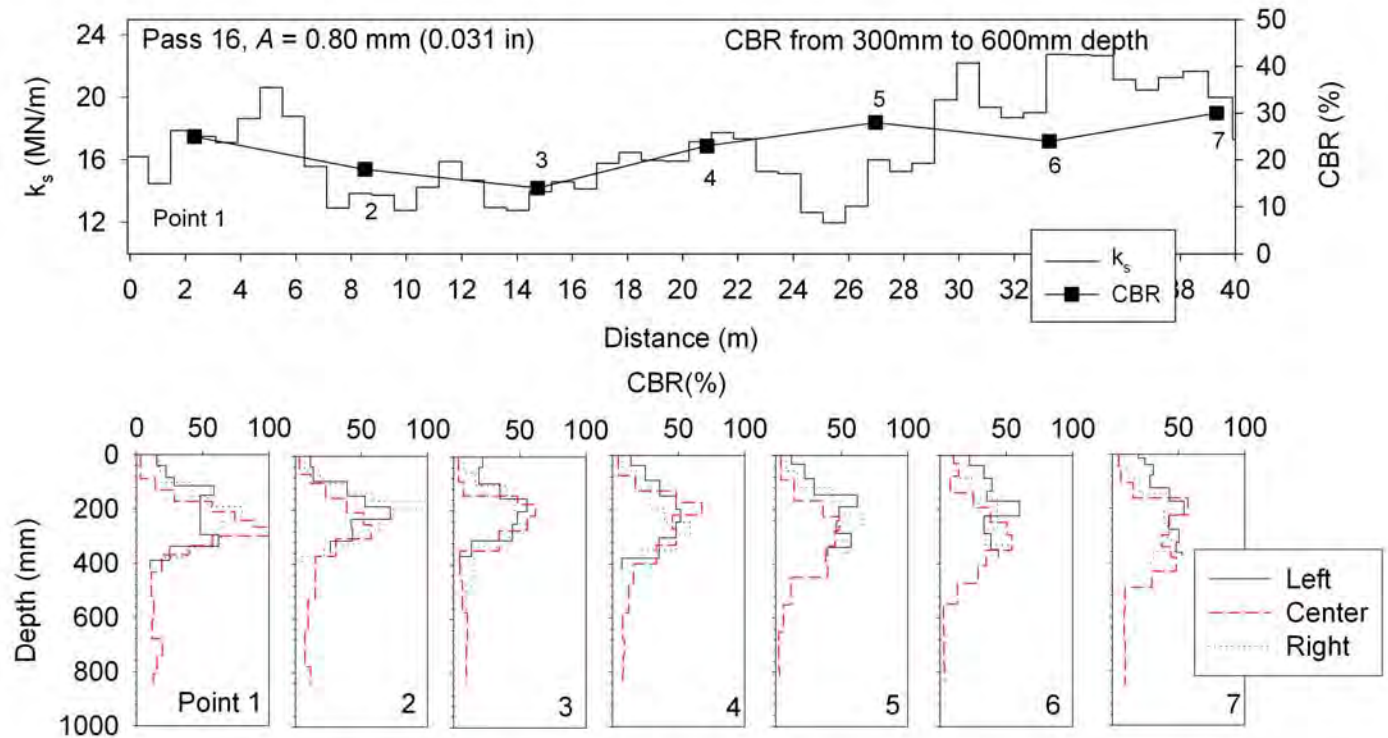 Pass 16, A = 0.80 mm (0.031 in)
CBR from 300mm to 600mm depth
24
20
16
12
k_s (MN/m)
50
40
30
20
10
0
CBR (%)
Point 1
2
3
4
5
6
7
k_s
CBR
0 2 4 6 8 10 12 14 16 18 20 22 24 26 28 30 32 38 40
Distance (m)
CBR(%)
0 50 100 50 100 50 100 50 100 50 100 50 100 50 100
0
200
400
600
800
1000
Depth (mm)
Left
Center
Right
Point 1
2
3
4
5
6
7